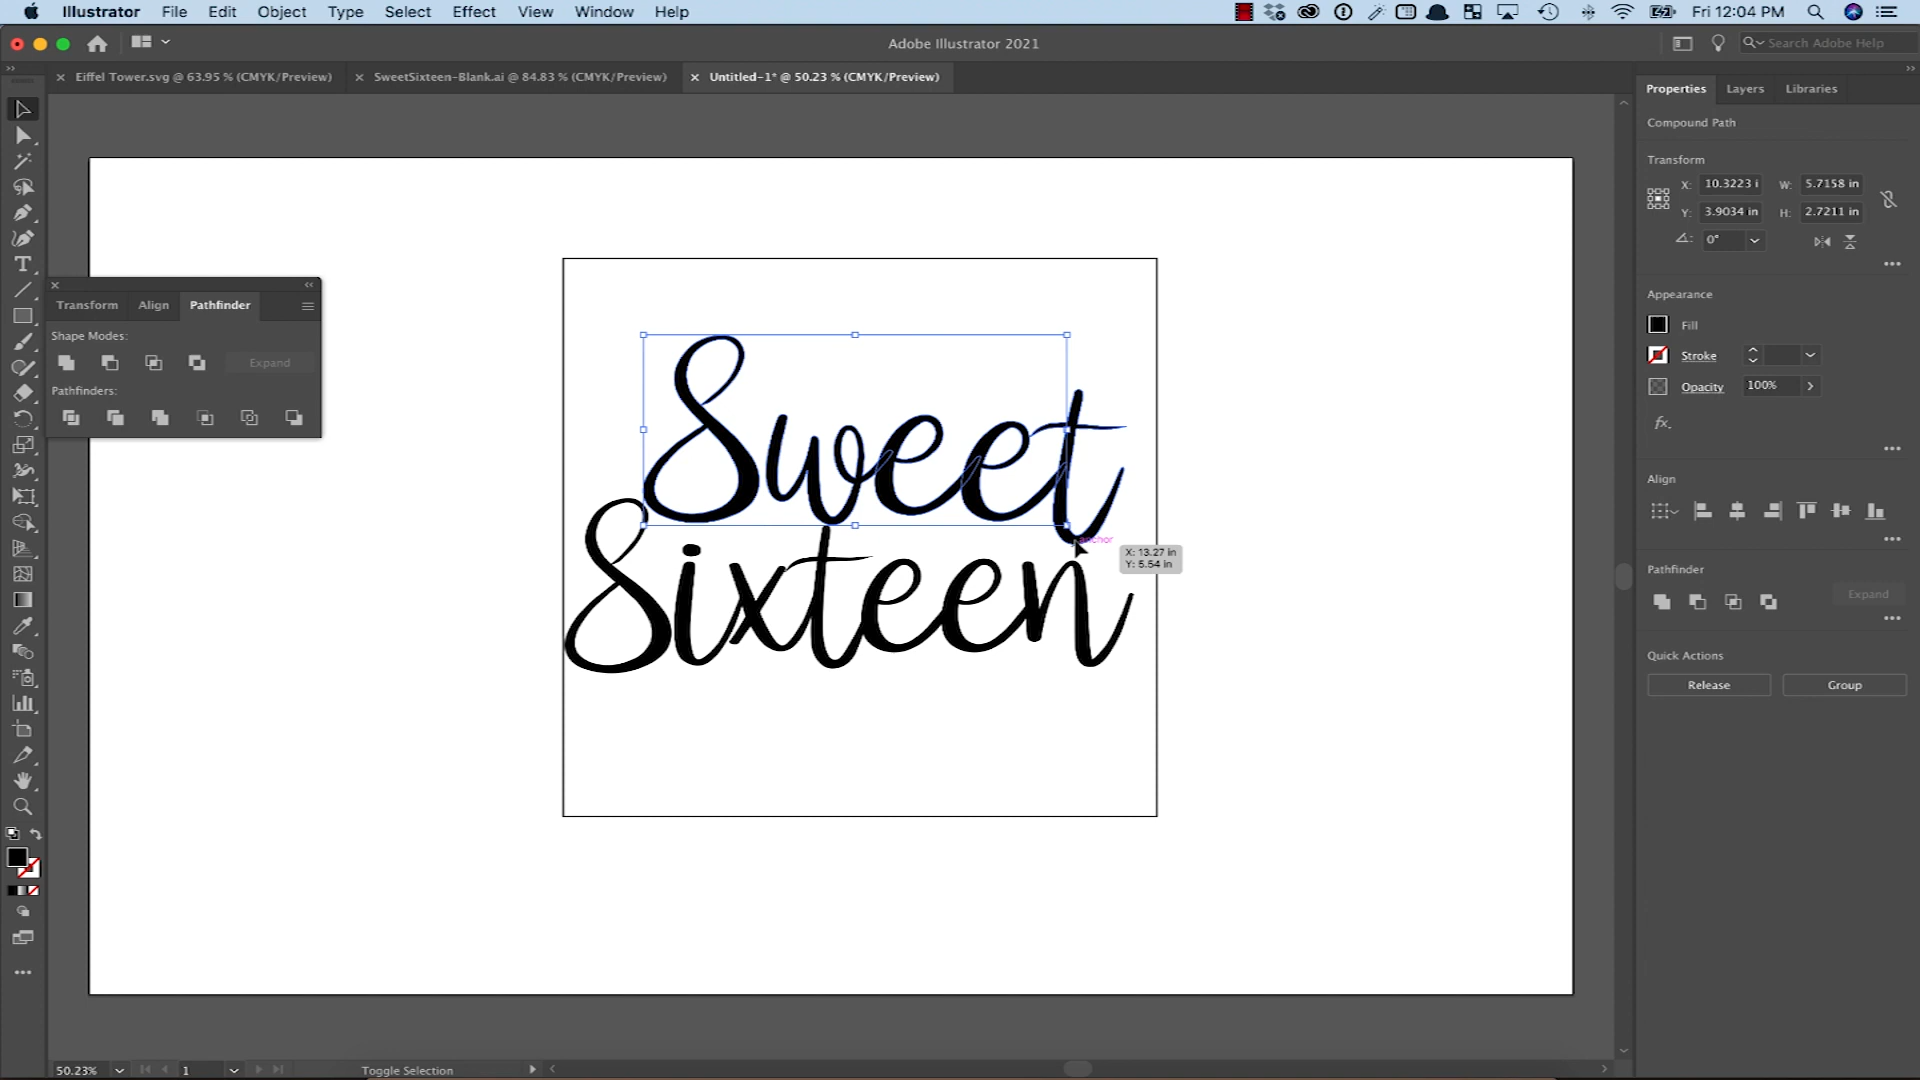 Illustrator File Edit Object Type Select Effect View Window Help Fri 12:04 PM
Adobe Illustrator 2021
Search Adobe Help
Eiffel Tower.svg @ 63.95 % (CMYK/Preview) SweetSixteen-Blank.ai @ 84.83 % (CMYK/Preview) Untitled-1* @ 50.23 % (CMYK/Preview)
Transform Align Pathfinder
Shape Modes:
Expand
Pathfinders:
Sweet
Sixteen
anchor
X: 13.27 in
Y: 5.54 in
Properties Layers Libraries
Compound Path
Transform
X: 10.3223 i W: 5.7158 in
Y: 3.9034 in H: 2.7211 in
0°
Appearance
Fill
Stroke
Opacity 100%
fx.
Align
Pathfinder
Expand
Quick Actions
Release Group
50.23% 1 Toggle Selection